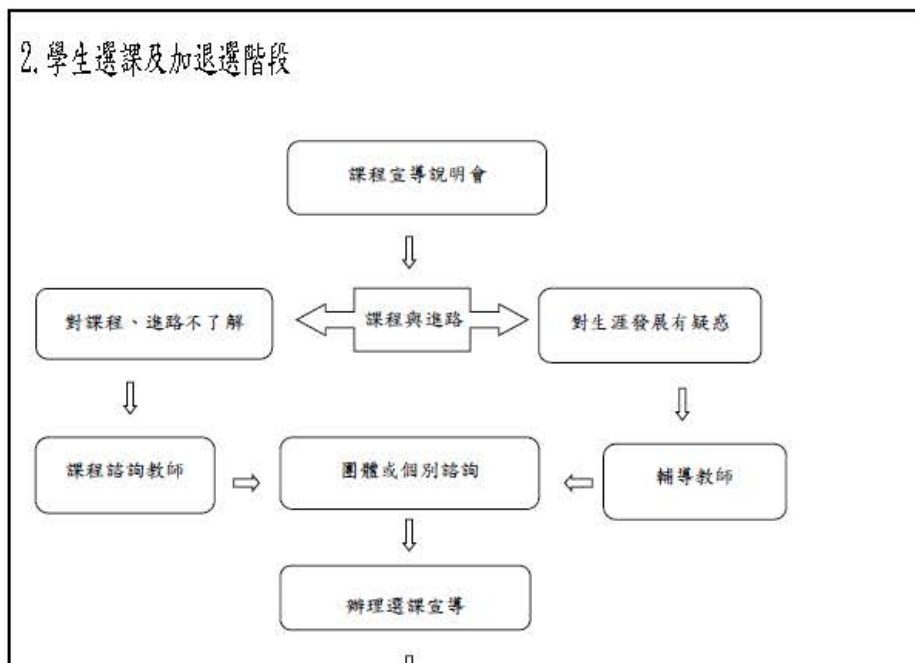 2.學生選課及加退選階段
課程宣導說明會
對課程、進路不了解
課程與進路
對生涯發展有疑惑
課程諮詢教師
團體或個別諮詢
輔導教師
辦理選課宣導